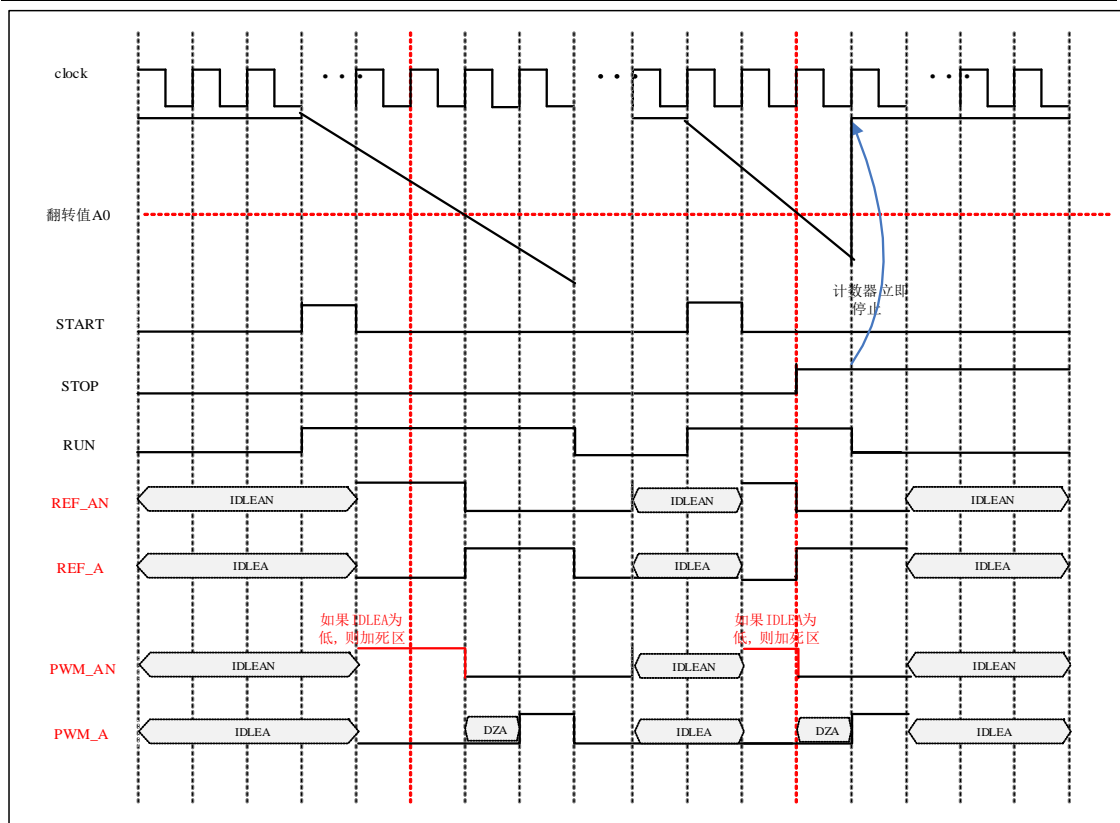 clock
· · ·
· · ·
· · ·
翻转值A0
计数器立即
停止
START
STOP
RUN
REF_AN
IDLEAN
IDLEAN
IDLEAN
REF_A
IDLEA
IDLEA
IDLEA
如果IDLEA为
低,则加死区
如果IDLEA为
低,则加死区
PWM_AN
IDLEAN
IDLEAN
IDLEAN
PWM_A
IDLEA
DZA
IDLEA
DZA
IDLEA